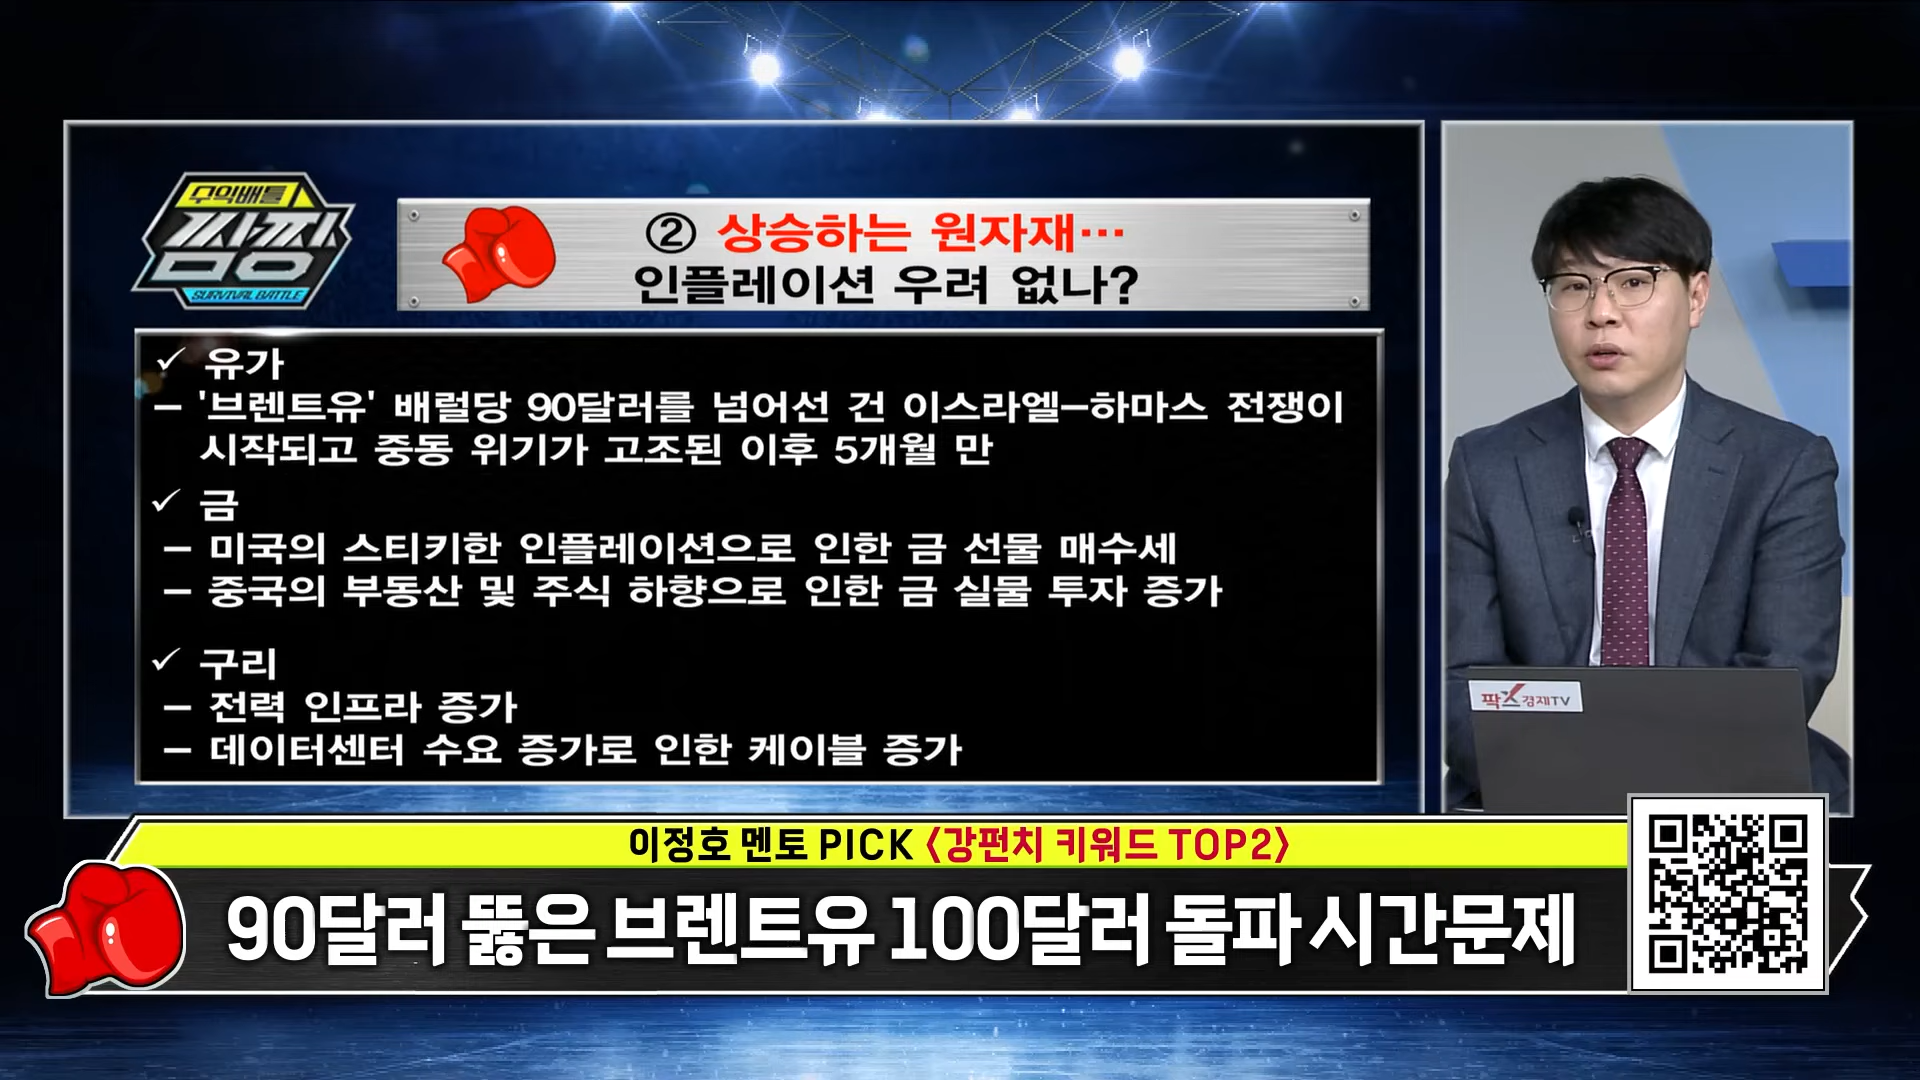 수익배틀
쩜찡
SURVIVAL BATTLE
② 상승하는 원자재…
인플레이션 우려 없나?
✓ 유가
– '브렌트유' 배럴당 90달러를 넘어선 건 이스라엘–하마스 전쟁이
시작되고 중동 위기가 고조된 이후 5개월 만
✓ 금
– 미국의 스티키한 인플레이션으로 인한 금 선물 매수세
– 중국의 부동산 및 주식 하향으로 인한 금 실물 투자 증가
✓ 구리
– 전력 인프라 증가
– 데이터센터 수요 증가로 인한 케이블 증가
팍스경제TV
이정호 멘토 PICK <강펀치 키워드 TOP2>
90달러 뚫은 브렌트유 100달러 돌파 시간문제